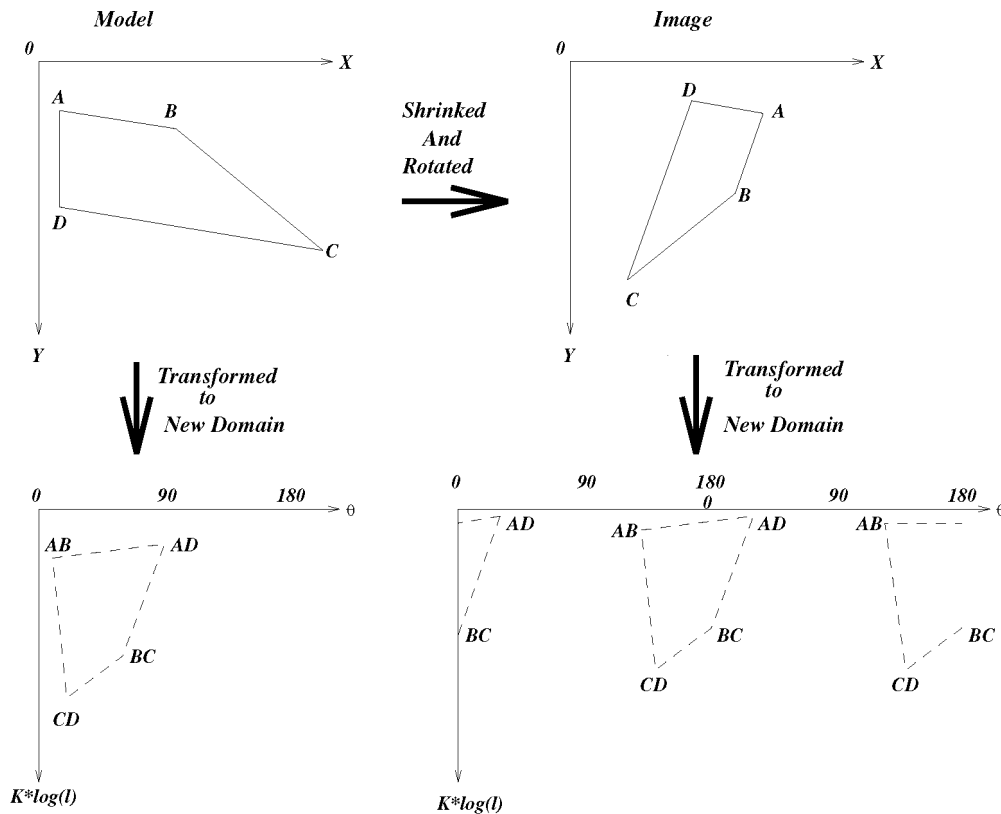 Model
0
X
A
B
D
C
Y
Shrinked
And
Rotated
Image
0
X
D
A
B
C
Y
Transformed
to
New Domain
Transformed
to
New Domain
0 90 180
θ
AB
AD
BC
CD
K*log(l)
0 90 180 90 180
0
θ
AD
AB
AD
AB
BC
BC
BC
CD
CD
K*log(l)